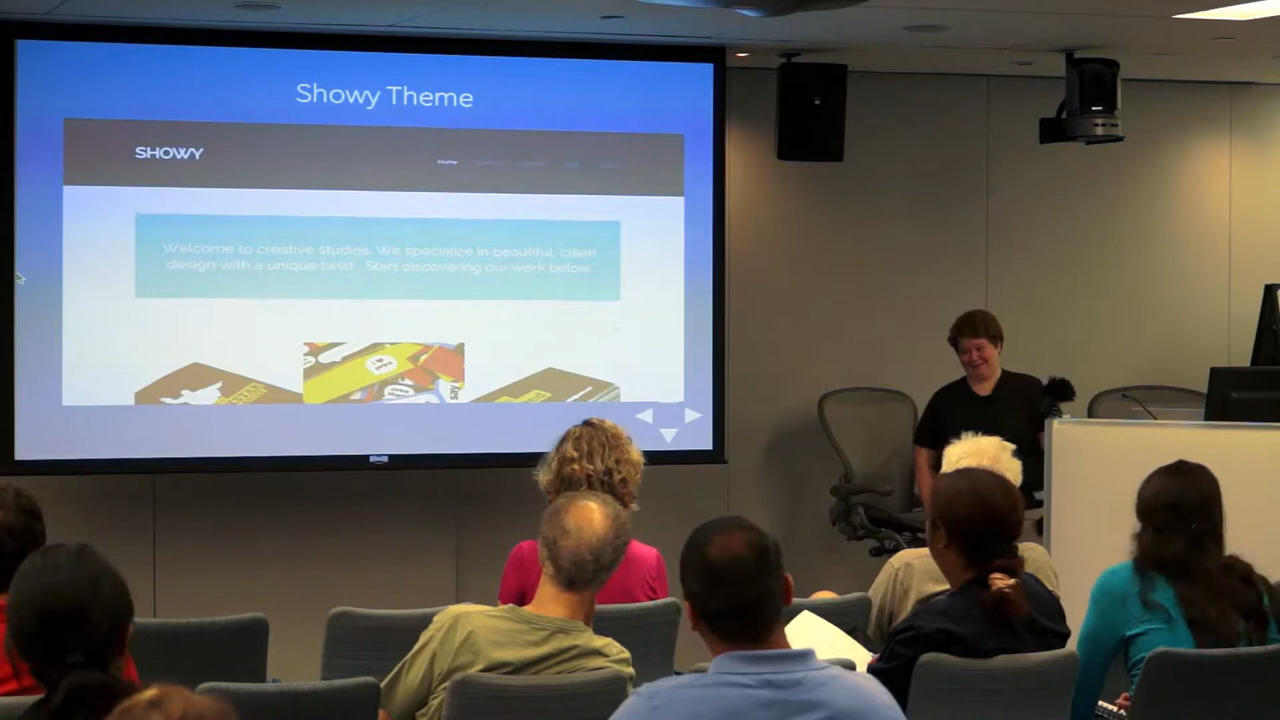 Showy Theme
SHOWY
Home
Welcome to creative studios. We specialize in beautiful, clean
design with a unique twist. Start discovering our work below.